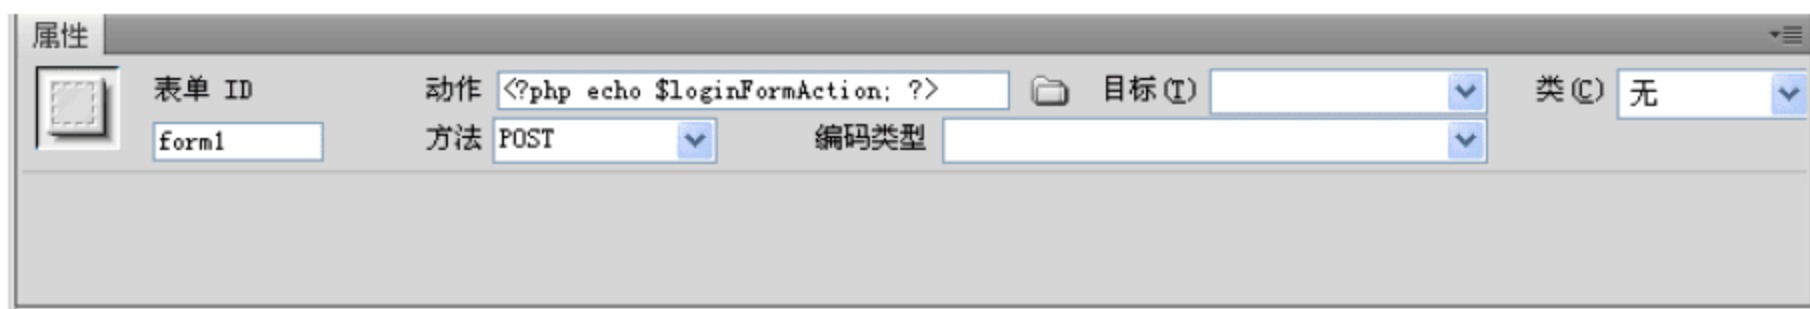 属性
表单 ID 动作 <?php echo $loginFormAction; ?> 目标(T) 类(C) 无
form1 方法 POST 编码类型